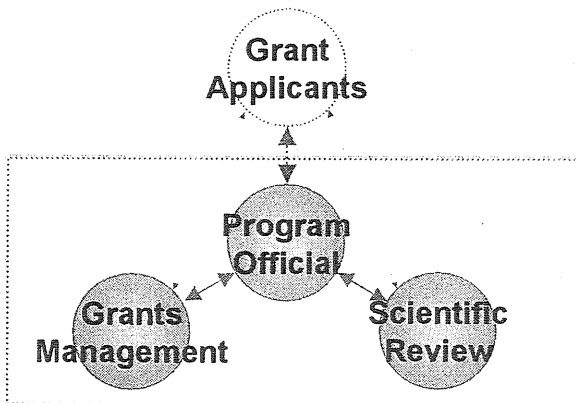 Grant
Applicants
Program
Official
Grants
Management
Scientific
Review